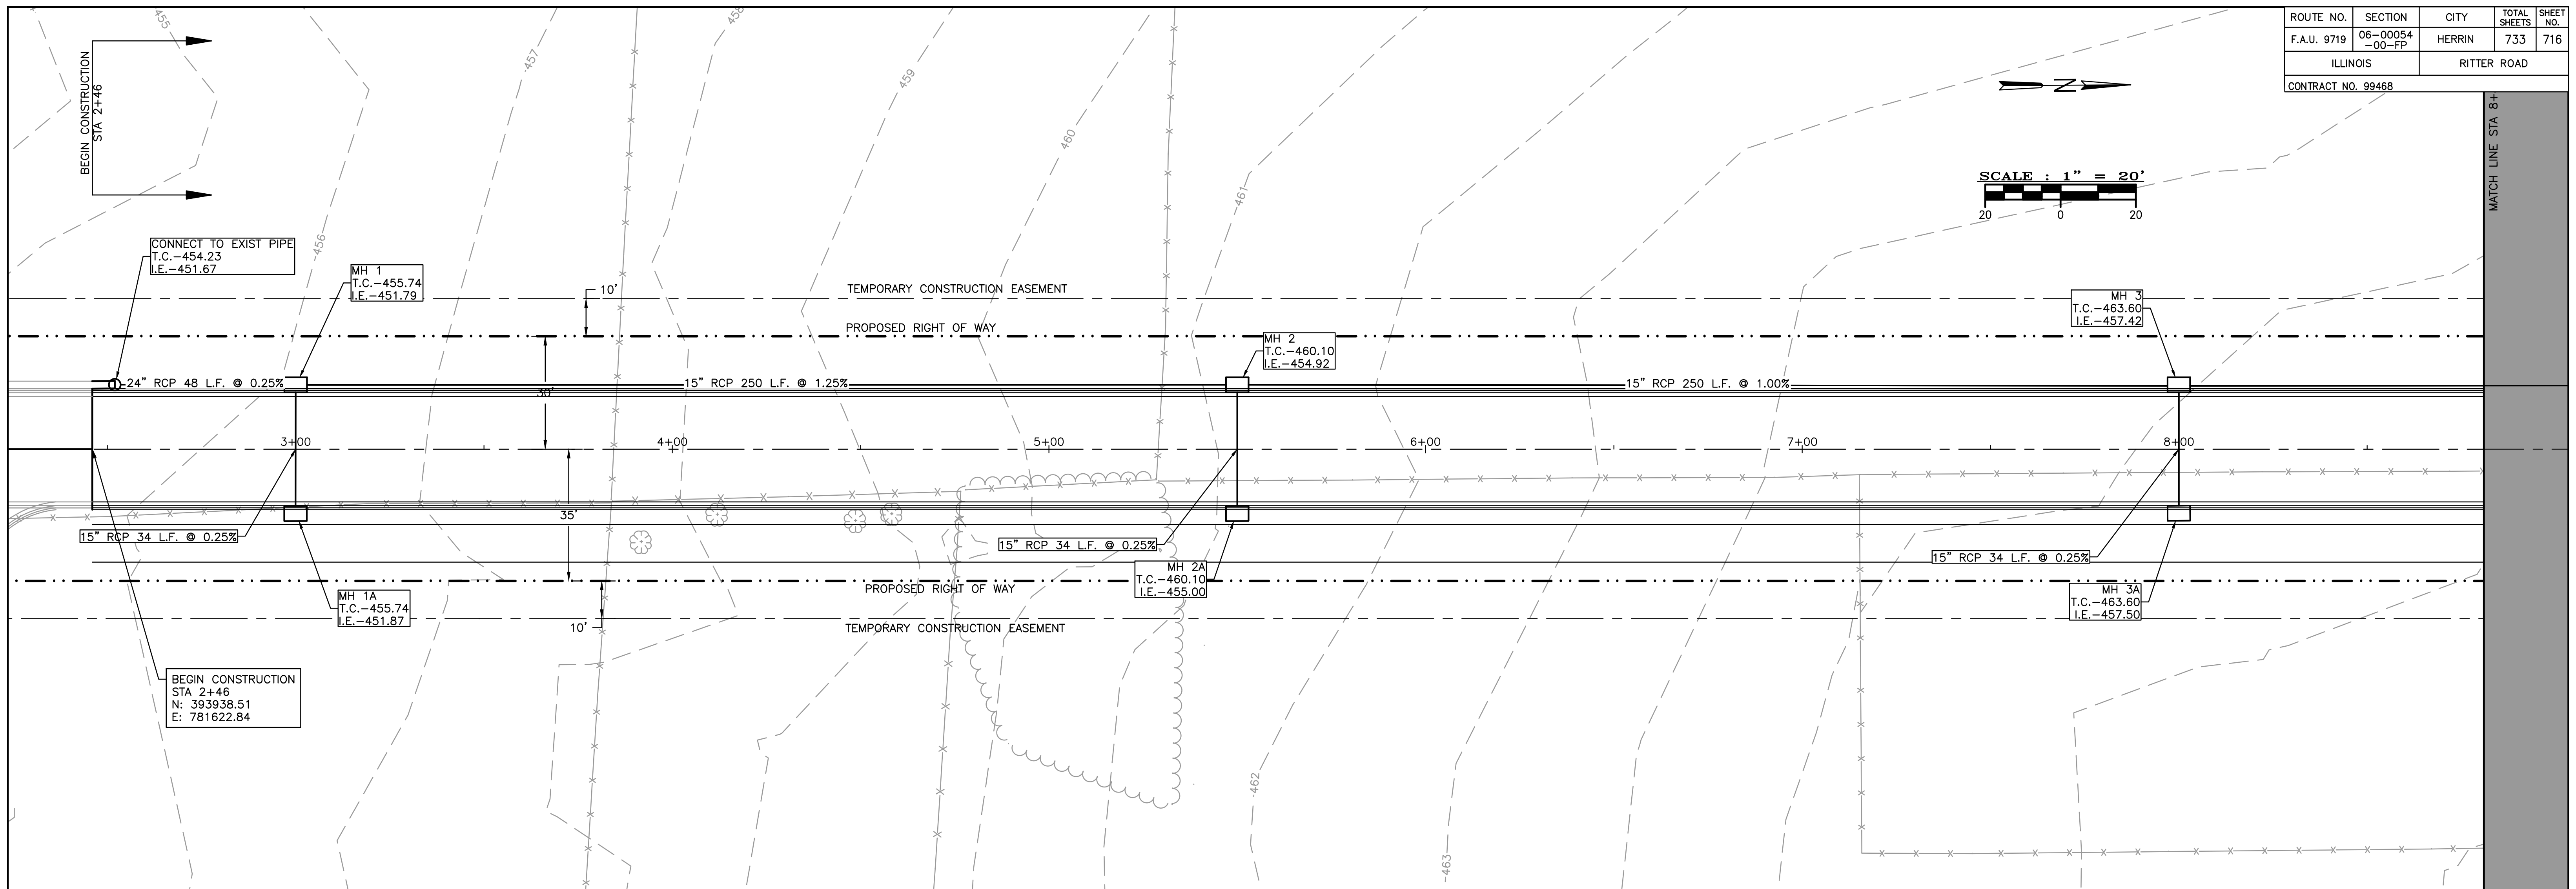 ROUTE NO. SECTION CITY TOTAL SHEETS SHEET NO.
F.A.U. 9719 06-00054 -00-FP HERRIN 733 716
ILLINOIS RITTER ROAD
CONTRACT NO. 99468
BEGIN CONSTRUCTION
STA 2+46
455
456
457
458
459
460
461
462
463
N
SCALE : 1" = 20'
20 0 20
MATCH LINE STA 8+
CONNECT TO EXIST PIPE
T.C.-454.23
I.E.-451.67
MH 1
T.C.-455.74
I.E.-451.79
10'
TEMPORARY CONSTRUCTION EASEMENT
PROPOSED RIGHT OF WAY
MH 2
T.C.-460.10
I.E.-454.92
MH 3
T.C.-463.60
I.E.-457.42
24" RCP 48 L.F. @ 0.25%
15" RCP 250 L.F. @ 1.25%
15" RCP 250 L.F. @ 1.00%
30'
3+00
4+00
5+00
6+00
7+00
8+00
35'
15" RCP 34 L.F. @ 0.25%
15" RCP 34 L.F. @ 0.25%
15" RCP 34 L.F. @ 0.25%
MH 1A
T.C.-455.74
I.E.-451.87
MH 2A
T.C.-460.10
I.E.-455.00
MH 3A
T.C.-463.60
I.E.-457.50
PROPOSED RIGHT OF WAY
10'
TEMPORARY CONSTRUCTION EASEMENT
BEGIN CONSTRUCTION
STA 2+46
N: 393938.51
E: 781622.84